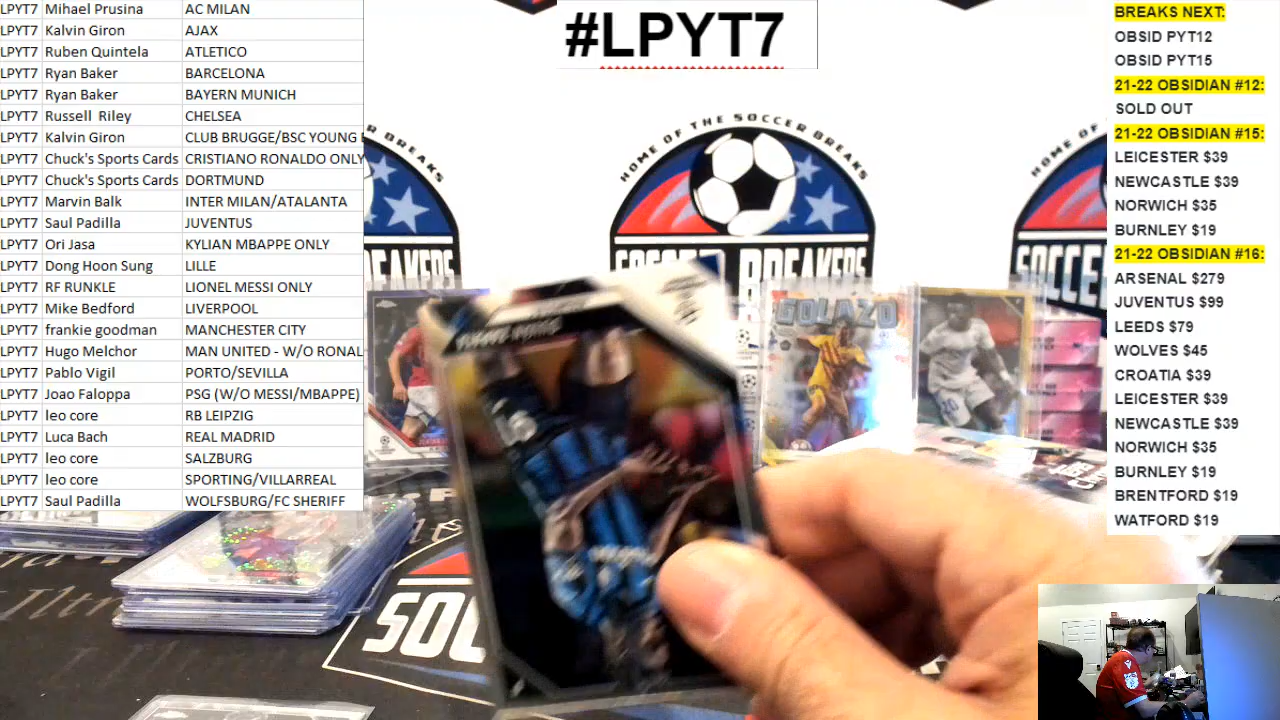 LPYT7 Mihael Prusina AC MILAN
LPYT7 Kalvin Giron AJAX
LPYT7 Ruben Quintela ATLETICO
LPYT7 Ryan Baker BARCELONA
LPYT7 Ryan Baker BAYERN MUNICH
LPYT7 Russell Riley CHELSEA
LPYT7 Kalvin Giron CLUB BRUGGE/BSC YOUNG
LPYT7 Chuck's Sports Cards CRISTIANO RONALDO ONLY
LPYT7 Chuck's Sports Cards DORTMUND
LPYT7 Marvin Balk INTER MILAN/ATALANTA
LPYT7 Saul Padilla JUVENTUS
LPYT7 Ori Jasa KYLIAN MBAPPE ONLY
LPYT7 Dong Hoon Sung LILLE
LPYT7 RF RUNKLE LIONEL MESSI ONLY
LPYT7 Mike Bedford LIVERPOOL
LPYT7 frankie goodman MANCHESTER CITY
LPYT7 Hugo Melchor MAN UNITED - W/O RONAL
LPYT7 Pablo Vigil PORTO/SEVILLA
LPYT7 Joao Faloppa PSG (W/O MESSI/MBAPPE)
LPYT7 leo core RB LEIPZIG
LPYT7 Luca Bach REAL MADRID
LPYT7 leo core SALZBURG
LPYT7 leo core SPORTING/VILLARREAL
LPYT7 Saul Padilla WOLFSBURG/FC SHERIFF
#LPYT7
HOME OF THE SOCCER BREAKS
SOCCER BREAKERS
HOME OF
SOCCE
EAKERS
GOLAZO
SOC
BREAKS NEXT:
OBSID PYT12
OBSID PYT15
21-22 OBSIDIAN #12:
SOLD OUT
21-22 OBSIDIAN #15:
LEICESTER $39
NEWCASTLE $39
NORWICH $35
BURNLEY $19
21-22 OBSIDIAN #16:
ARSENAL $279
JUVENTUS $99
LEEDS $79
WOLVES $45
CROATIA $39
LEICESTER $39
NEWCASTLE $39
NORWICH $35
BURNLEY $19
BRENTFORD $19
WATFORD $19